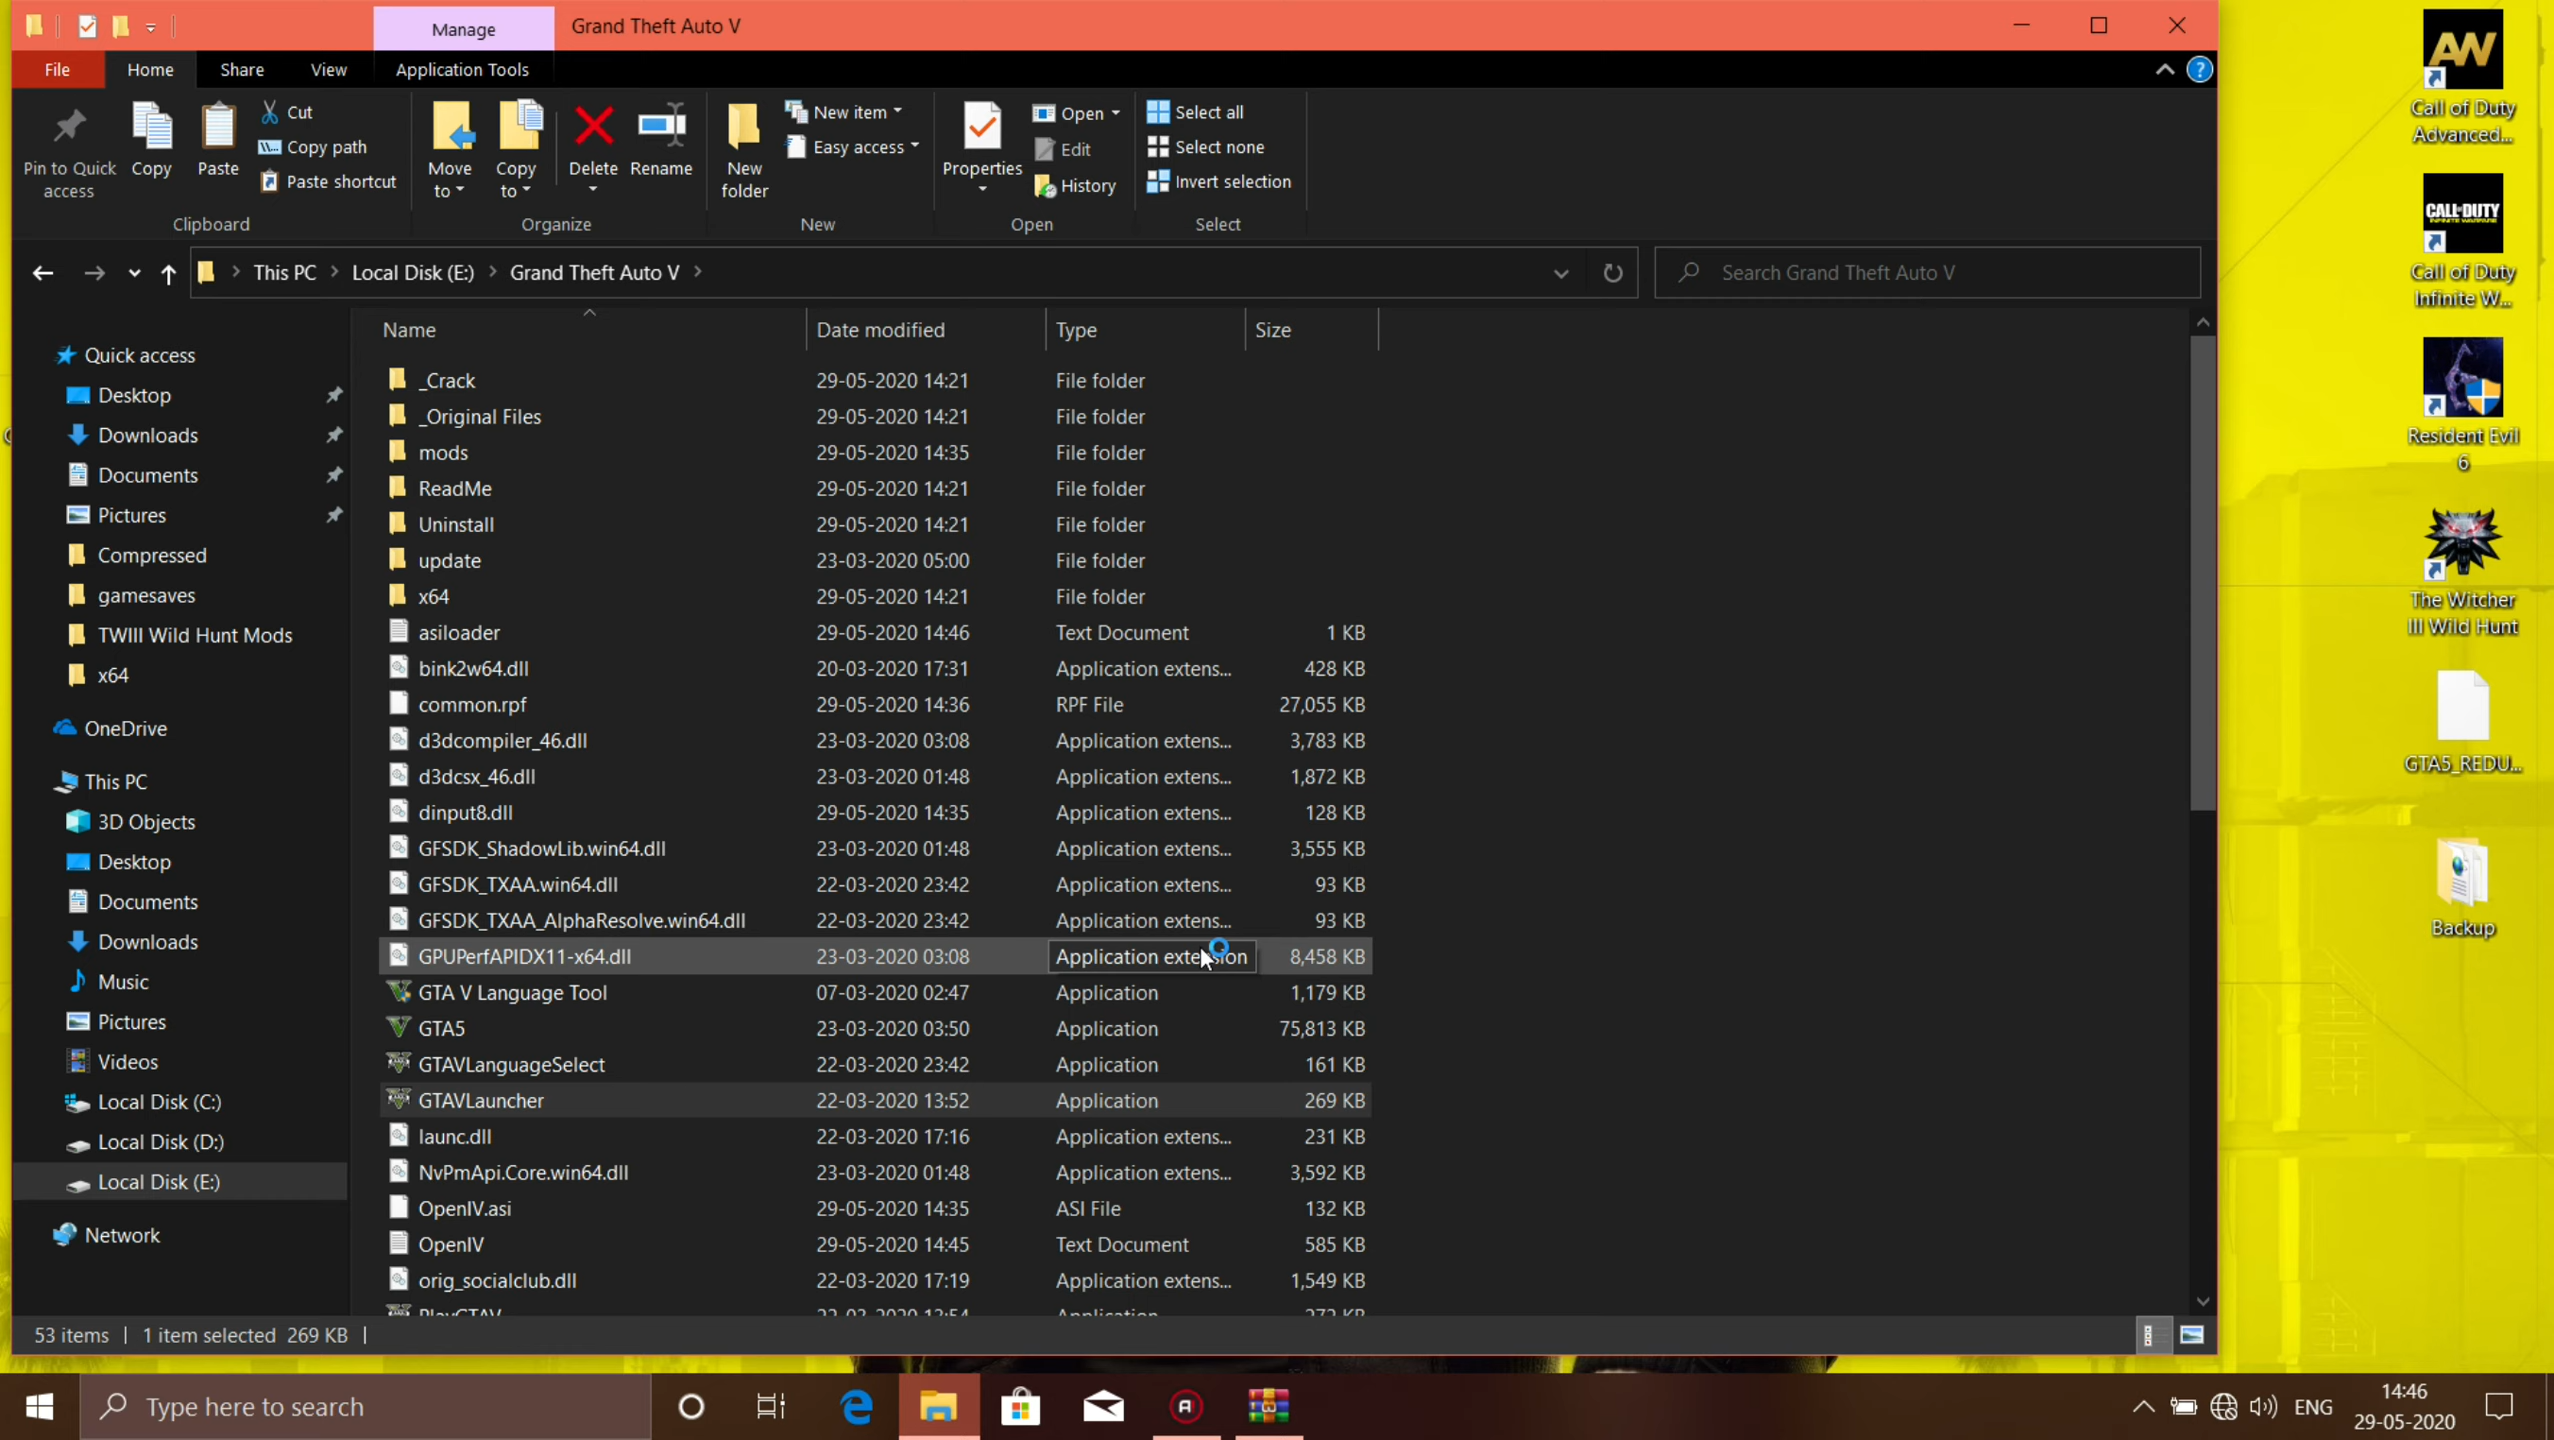 Manage
Grand Theft Auto V
File
Home
Share
View
Application Tools
Pin to Quick access
Copy
Paste
Cut
Copy path
Paste shortcut
Clipboard
Move to
Copy to
Delete
Rename
Organize
New folder
New item
Easy access
New
Properties
Open
Edit
History
Open
Select all
Select none
Invert selection
Select
This PC
Local Disk (E:)
Grand Theft Auto V
Search Grand Theft Auto V
Quick access
Desktop
Downloads
Documents
Pictures
Compressed
gamesaves
TWIII Wild Hunt Mods
x64
OneDrive
This PC
3D Objects
Desktop
Documents
Downloads
Music
Pictures
Videos
Local Disk (C:)
Local Disk (D:)
Local Disk (E:)
Network
Name Date modified Type Size
_Crack 29-05-2020 14:21 File folder
_Original Files 29-05-2020 14:21 File folder
mods 29-05-2020 14:35 File folder
ReadMe 29-05-2020 14:21 File folder
Uninstall 29-05-2020 14:21 File folder
update 23-03-2020 05:00 File folder
x64 29-05-2020 14:21 File folder
asiloader 29-05-2020 14:46 Text Document 1 KB
bink2w64.dll 20-03-2020 17:31 Application extens... 428 KB
common.rpf 29-05-2020 14:36 RPF File 27,055 KB
d3dcompiler_46.dll 23-03-2020 03:08 Application extens... 3,783 KB
d3dcsx_46.dll 23-03-2020 01:48 Application extens... 1,872 KB
dinput8.dll 29-05-2020 14:35 Application extens... 128 KB
GFSDK_ShadowLib.win64.dll 23-03-2020 01:48 Application extens... 3,555 KB
GFSDK_TXAA.win64.dll 22-03-2020 23:42 Application extens... 93 KB
GFSDK_TXAA_AlphaResolve.win64.dll 22-03-2020 23:42 Application extens... 93 KB
GPUPerfAPIDX11-x64.dll 23-03-2020 03:08 Application extension 8,458 KB
GTA V Language Tool 07-03-2020 02:47 Application 1,179 KB
GTA5 23-03-2020 03:50 Application 75,813 KB
GTAVLanguageSelect 22-03-2020 23:42 Application 161 KB
GTAVLauncher 22-03-2020 13:52 Application 269 KB
launc.dll 22-03-2020 17:16 Application extens... 231 KB
NvPmApi.Core.win64.dll 23-03-2020 01:48 Application extens... 3,592 KB
OpenIV.asi 29-05-2020 14:35 ASI File 132 KB
OpenIV 29-05-2020 14:45 Text Document 585 KB
orig_socialclub.dll 22-03-2020 17:19 Application extens... 1,549 KB
PlayGTAV 22-03-2020 13:54 Application 272 KB
53 items
1 item selected 269 KB
AW
Call of Duty
Advanced...
CALL OF DUTY
INFINITE WARFARE
Call of Duty
Infinite W...
Resident Evil
6
The Witcher
III Wild Hunt
GTA5_REDU...
Backup
Type here to search
ENG
14:46
29-05-2020